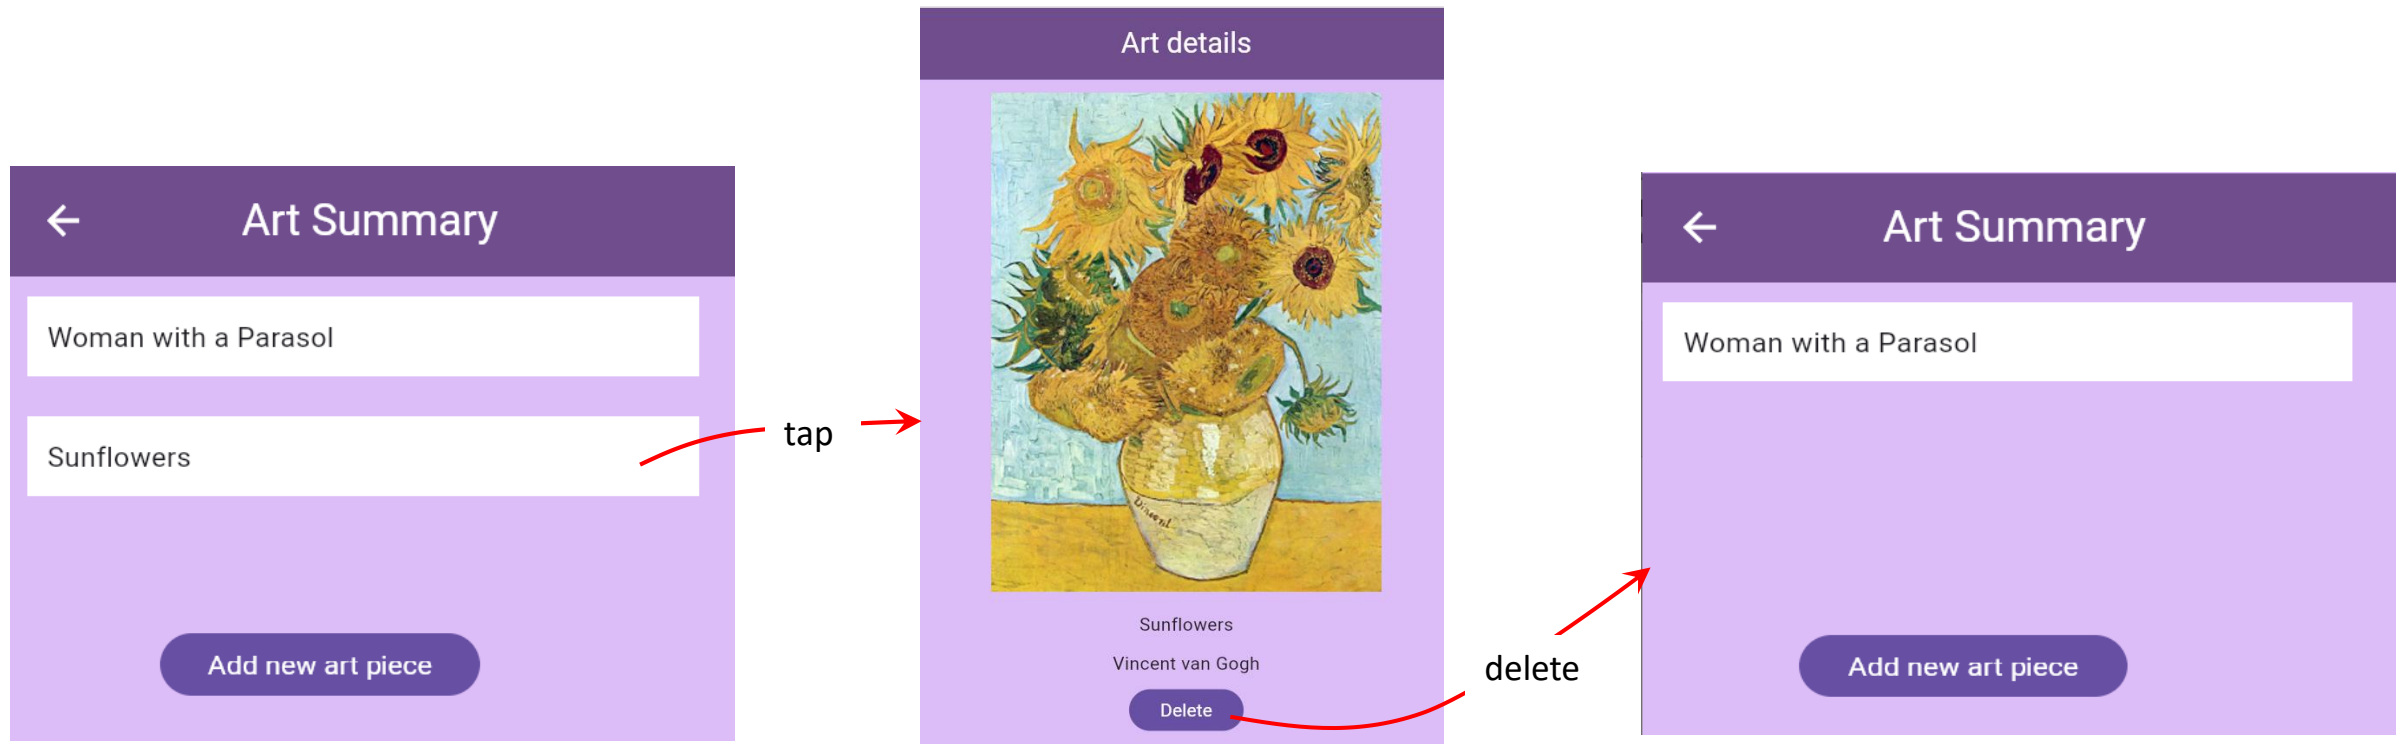 Art Summary
Woman with a Parasol
Sunflowers
Add new art piece
tap
Art details
Vincent
Sunflowers
Vincent van Gogh
Delete
delete
Art Summary
Woman with a Parasol
Add new art piece